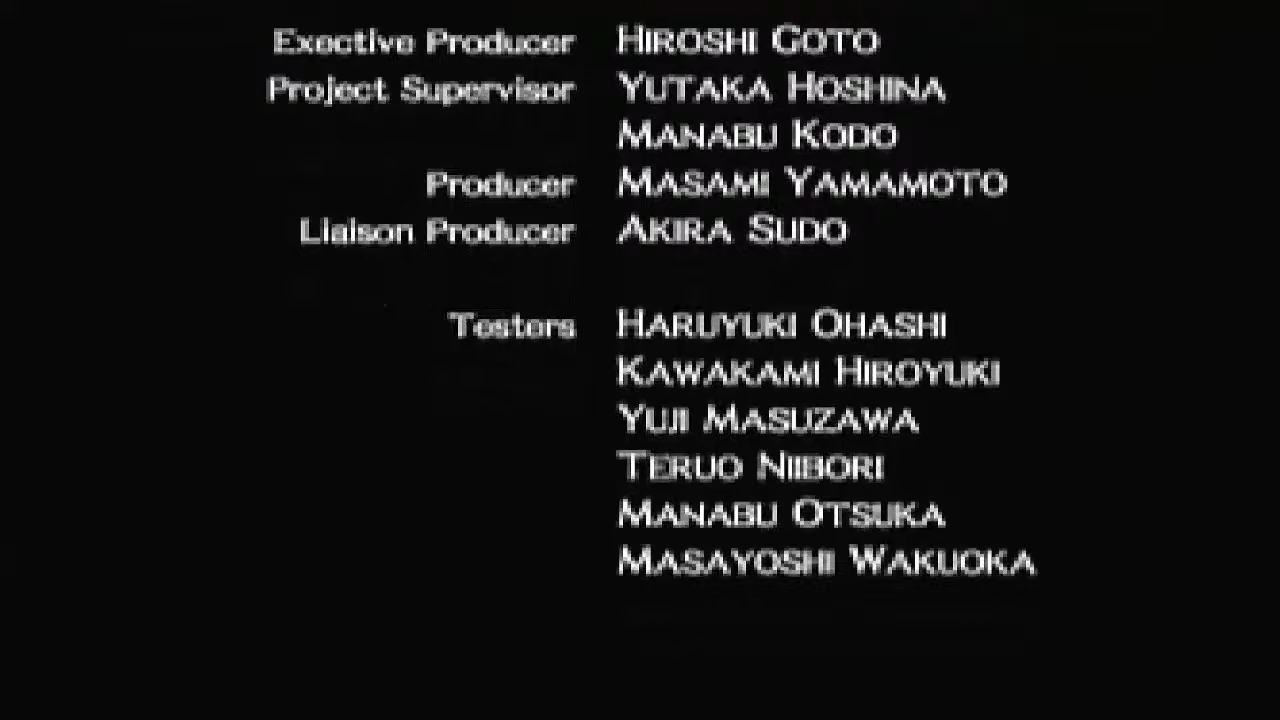 Exective Producer HIROSHI GOTO
Project Supervisor YUTAKA HOSHINA
MANABU KODO
Producer MASAMI YAMAMOTO
Liaison Producer AKIRA SUDO
Testers HARUYUKI OHASHI
KAWAKAMI HIROYUKI
YUJI MASUZAWA
TERUO NIIBORI
MANABU OTSUKA
MASAYOSHI WAKUOKA